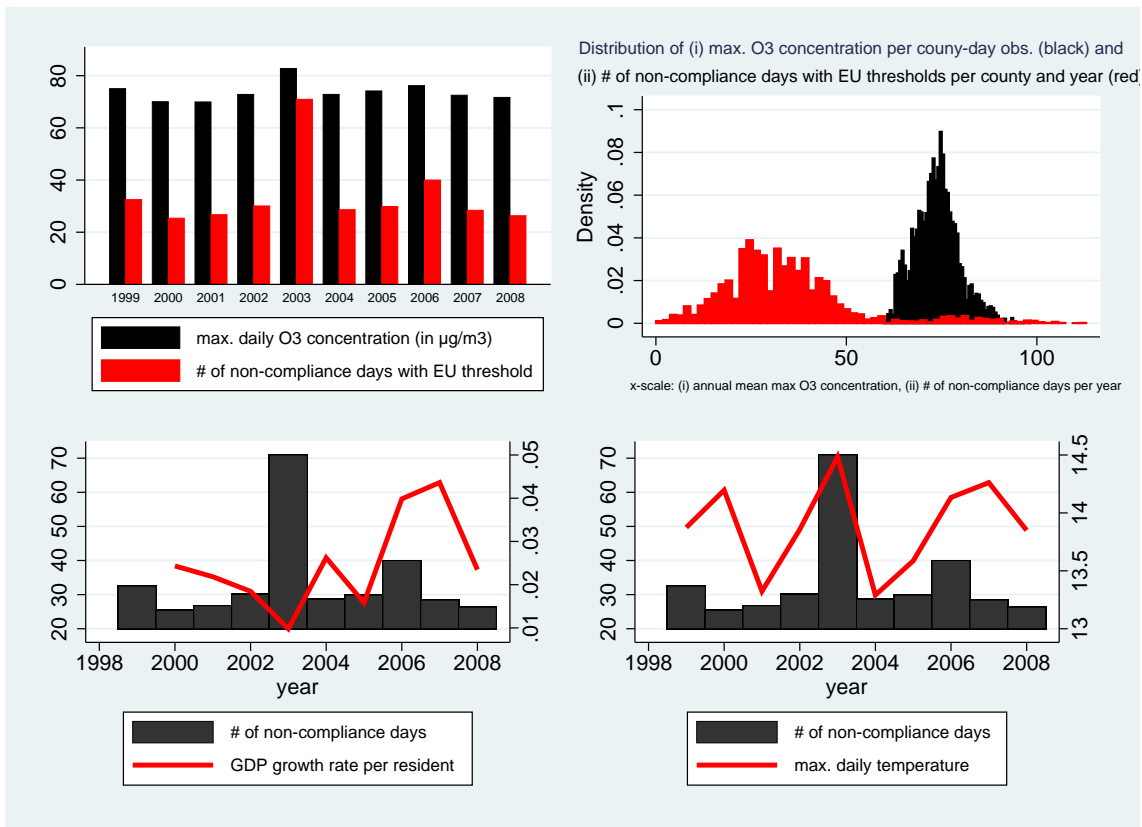 0 20 40 60 80
1999 2000 2001 2002 2003 2004 2005 2006 2007 2008
max. daily O3 concentration (in µg/m3)
# of non-compliance days with EU threshold
Distribution of (i) max. O3 concentration per couny-day obs. (black) and
(ii) # of non-compliance days with EU thresholds per county and year (red)
Density
0 .02 .04 .06 .08 .1
0 50 100
x-scale: (i) annual mean max O3 concentration, (ii) # of non-compliance days per year
20 30 40 50 60 70
.01 .02 .03 .04 .05
1998 2000 2002 2004 2006 2008
year
# of non-compliance days
GDP growth rate per resident
20 30 40 50 60 70
13 13.5 14 14.5
1998 2000 2002 2004 2006 2008
year
# of non-compliance days
max. daily temperature